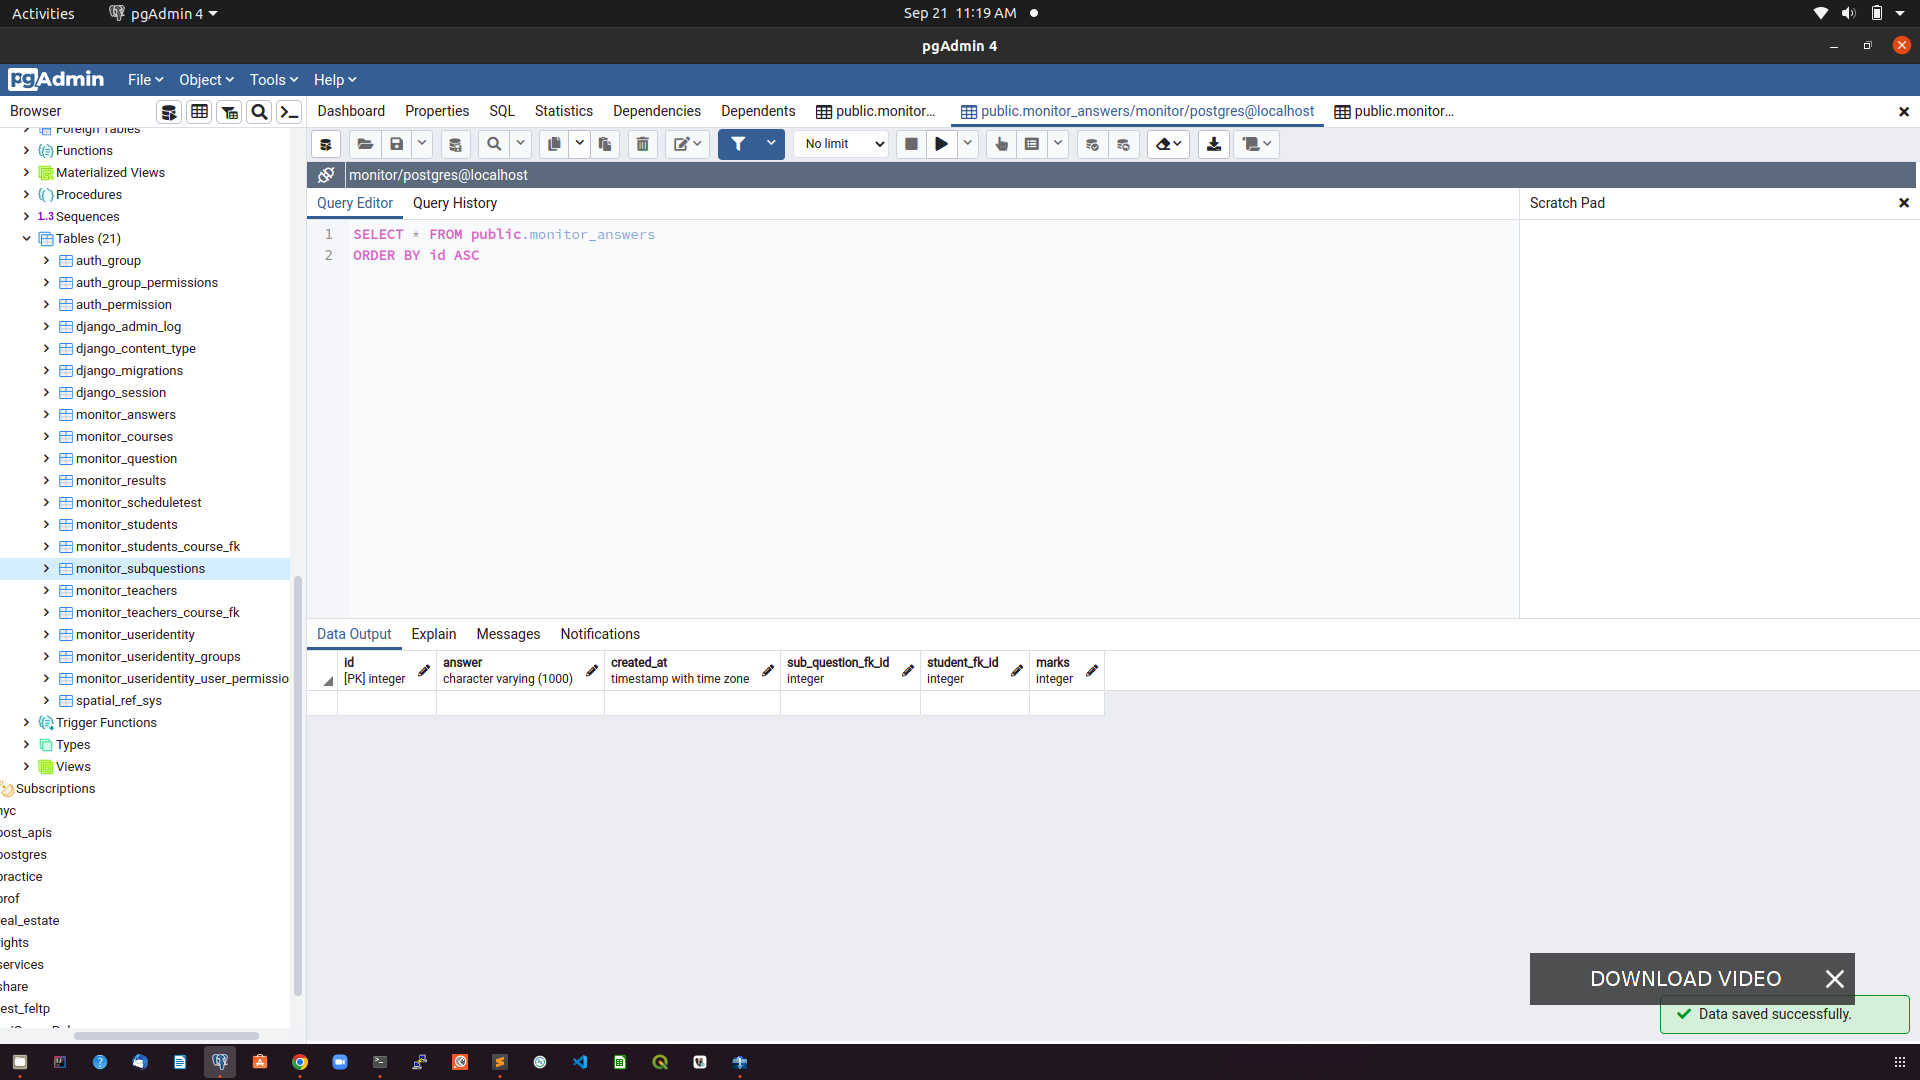 Activities
pgAdmin 4
Sep 21 11:19 AM
pgAdmin 4
pgAdmin
File
Object
Tools
Help
Browser
Dashboard
Properties
SQL
Statistics
Dependencies
Dependents
public.monitor...
public.monitor_answers/monitor/postgres@localhost
public.monitor...
No limit
monitor/postgres@localhost
Query Editor
Query History
Scratch Pad
1 SELECT * FROM public.monitor_answers
2 ORDER BY id ASC
Foreign Tables
Functions
Materialized Views
Procedures
1..3 Sequences
Tables (21)
auth_group
auth_group_permissions
auth_permission
django_admin_log
django_content_type
django_migrations
django_session
monitor_answers
monitor_courses
monitor_question
monitor_results
monitor_scheduletest
monitor_students
monitor_students_course_fk
monitor_subquestions
monitor_teachers
monitor_teachers_course_fk
monitor_useridentity
monitor_useridentity_groups
monitor_useridentity_user_permissio
spatial_ref_sys
Trigger Functions
Types
Views
Subscriptions
nyc
post_apis
postgres
practice
prof
real_estate
rights
services
share
test_feltp
Data Output
Explain
Messages
Notifications
id
[PK] integer
answer
character varying (1000)
created_at
timestamp with time zone
sub_question_fk_id
integer
student_fk_id
integer
marks
integer
DOWNLOAD VIDEO
Data saved successfully.